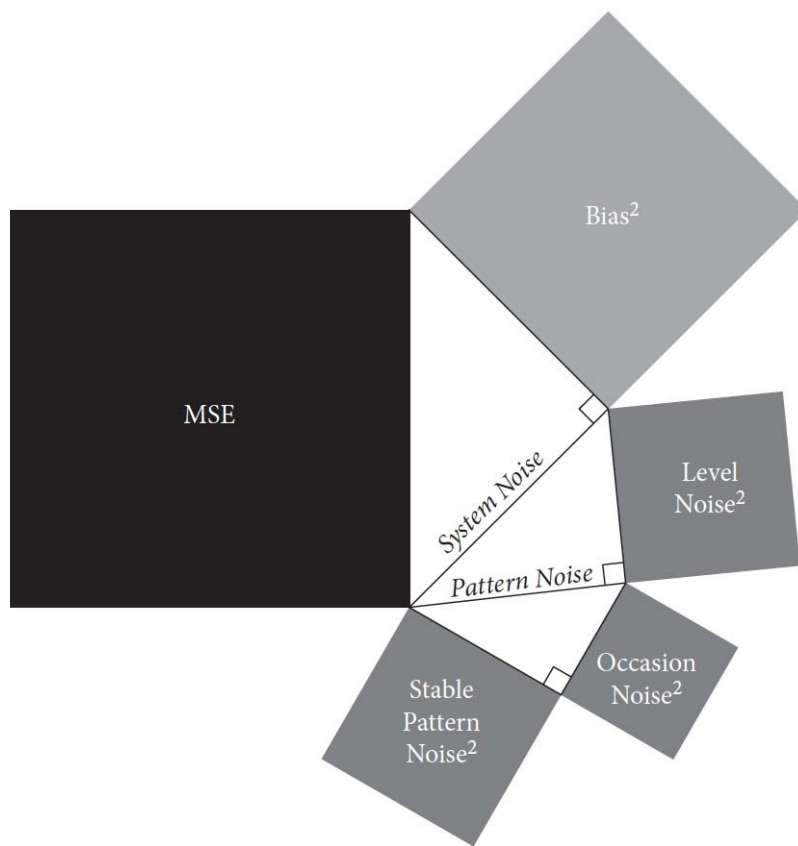 Bias²
MSE
System Noise
Level
Noise²
Pattern Noise
Occasion
Noise²
Stable
Pattern
Noise²